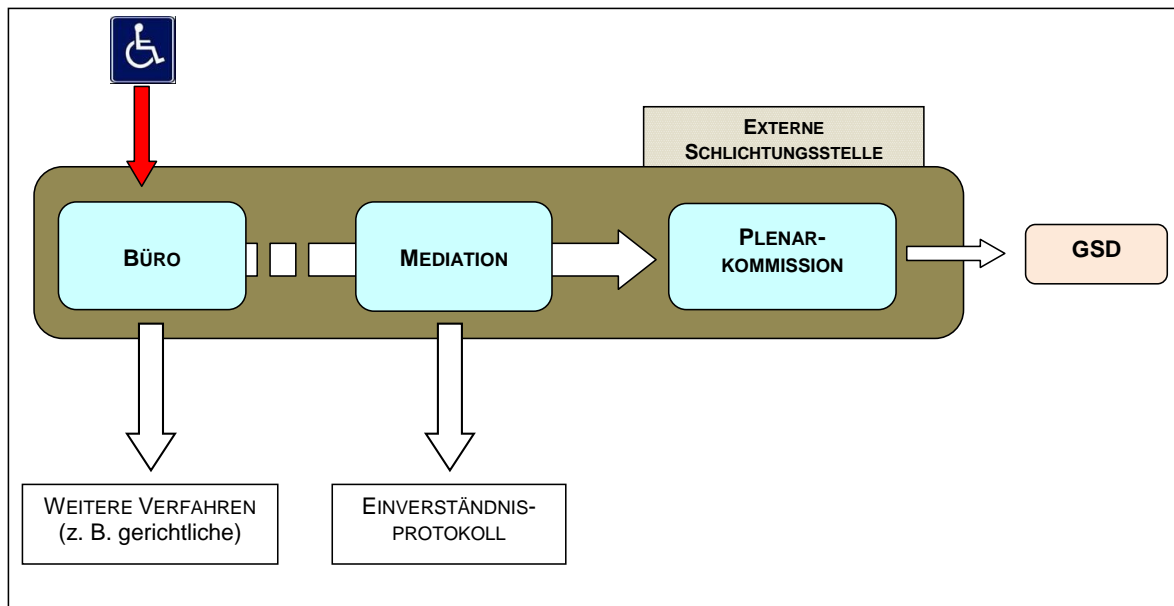 EXTERNE
SCHLICHTUNGSSTELLE
BÜRO
MEDIATION
PLENAR-
KOMMISSION
GSD
WEITERE VERFAHREN
(z. B. gerichtliche)
EINVERSTÄNDNIS-
PROTOKOLL